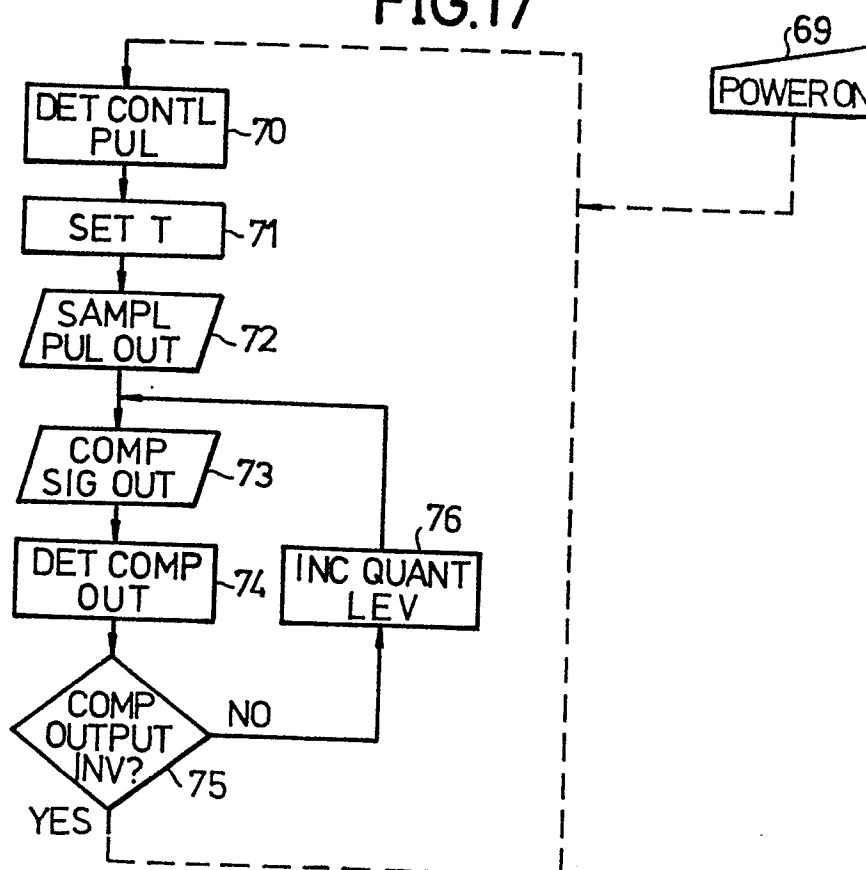 FIG.17
69
POWER ON
DET CONTL
PUL
70
SET T
71
SAMPL
PUL OUT
72
COMP
SIG OUT
73
DET COMP
OUT
74
INC QUANT
LEV
76
COMP
OUTPUT
INV?
75
NO
YES